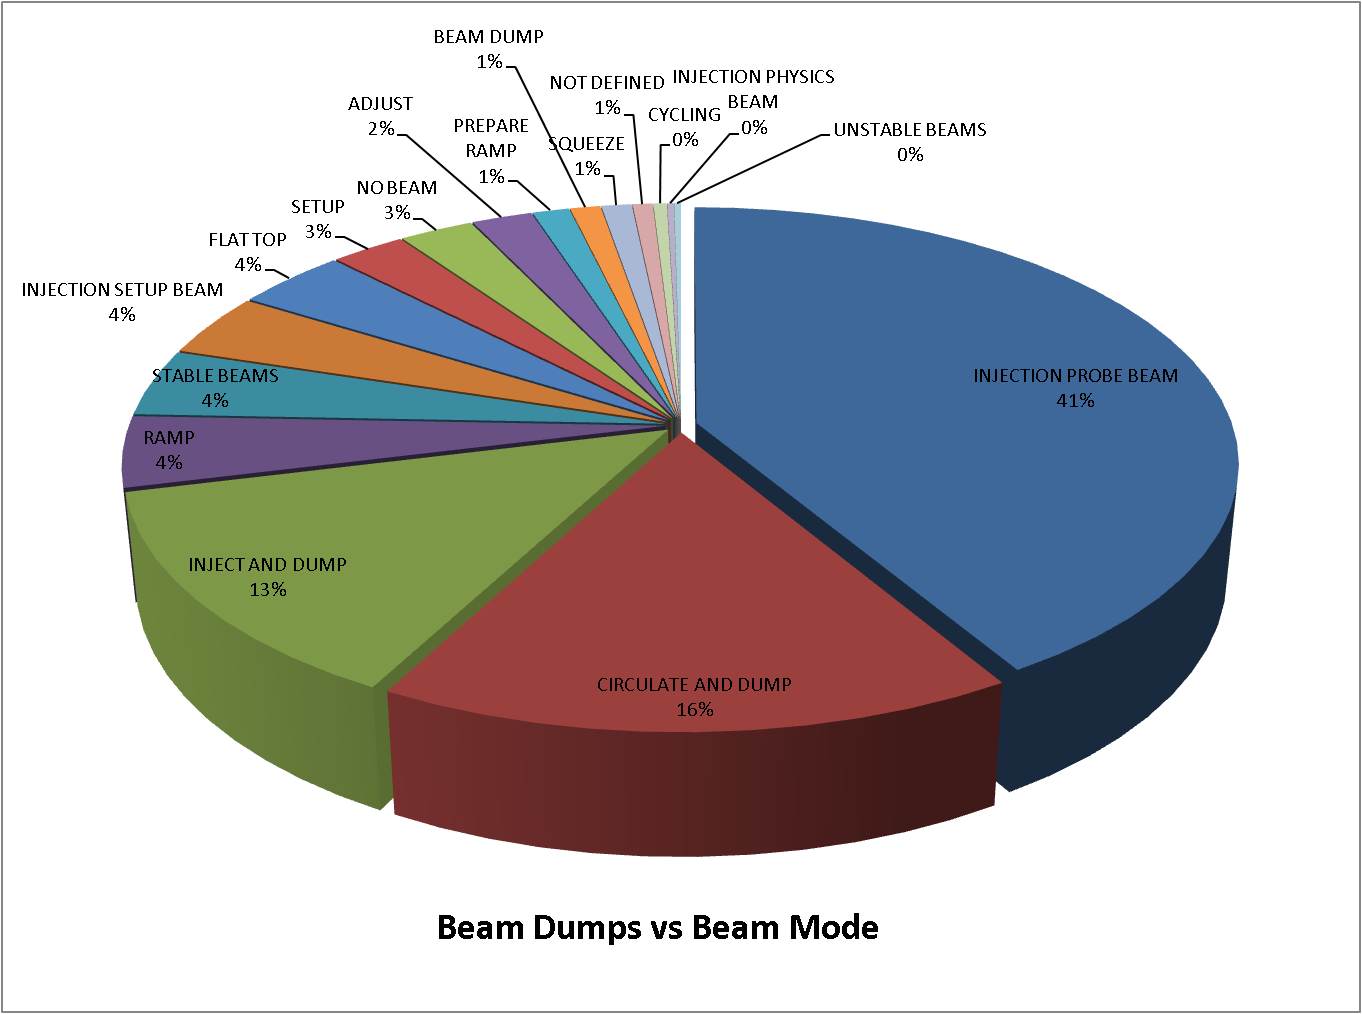 BEAM DUMP
1%
NOT DEFINED
1%
INJECTION PHYSICS
BEAM
0%
CYCLING
0%
UNSTABLE BEAMS
0%
ADJUST
2%
PREPARE
RAMP
1%
SQUEEZE
1%
NO BEAM
3%
SETUP
3%
FLAT TOP
4%
INJECTION SETUP BEAM
4%
STABLE BEAMS
4%
INJECTION PROBE BEAM
41%
RAMP
4%
INJECT AND DUMP
13%
CIRCULATE AND DUMP
16%
Beam Dumps vs Beam Mode